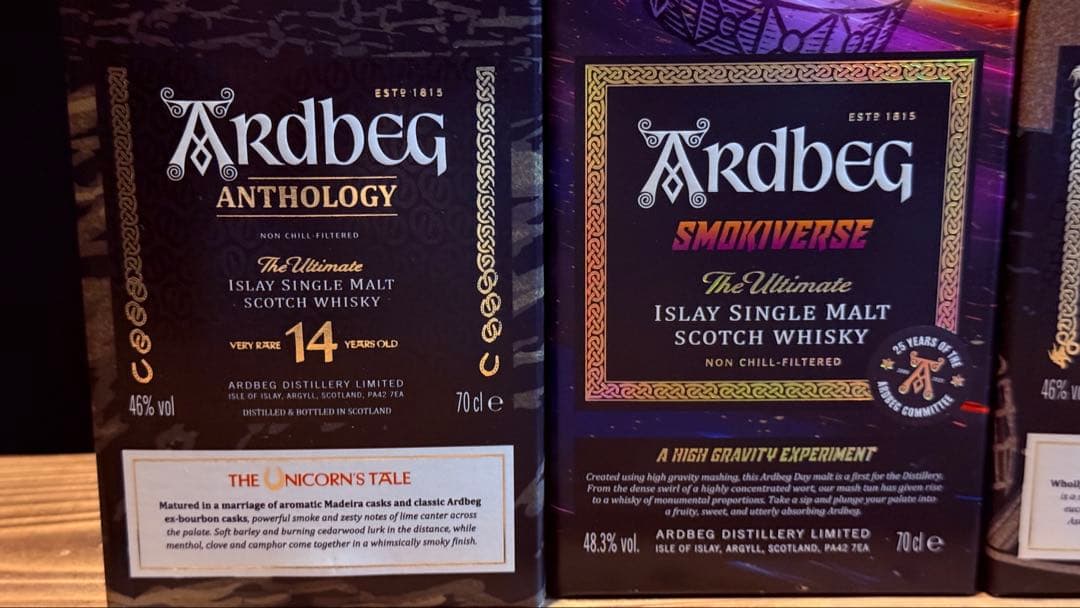 ESTD 1815
ARDBEG
ANTHOLOGY
NON CHILL-FILTERED
The Ultimate
ISLAY SINGLE MALT
SCOTCH WHISKY
VERY RARE 14 YEARS OLD
ARDBEG DISTILLERY LIMITED
ISLE OF ISLAY, ARGYLL, SCOTLAND, PA42 7EA
46% vol 70 cl e
DISTILLED & BOTTLED IN SCOTLAND
THE UNICORN'S TALE
Matured in a marriage of aromatic Madeira casks and classic Ardbeg
ex-bourbon casks, powerful smoke and zesty notes of lime canter across
the palate. Soft barley and burning cedarwood lurk in the distance, while
menthol, clove and camphor come together in a whimsically smoky finish.
ESTD 1815
ARDBEG
SMOKIVERSE
The Ultimate
ISLAY SINGLE MALT
SCOTCH WHISKY
NON CHILL-FILTERED
25 YEARS OF THE
ARDBEG COMMITTEE
A HIGH GRAVITY EXPERIMENT
Created using high gravity mashing, this Ardbeg Day malt is a first for the Distillery.
From the dense swirl of a highly concentrated wort, our mash tun has given rise
to a whisky of monumental proportions. Take a sip and plunge your palate into
a fruity, sweet, and utterly absorbing Ardbeg.
48.3% vol. ARDBEG DISTILLERY LIMITED 70 cl e
ISLE OF ISLAY, ARGYLL, SCOTLAND, PA42 7EA
46%